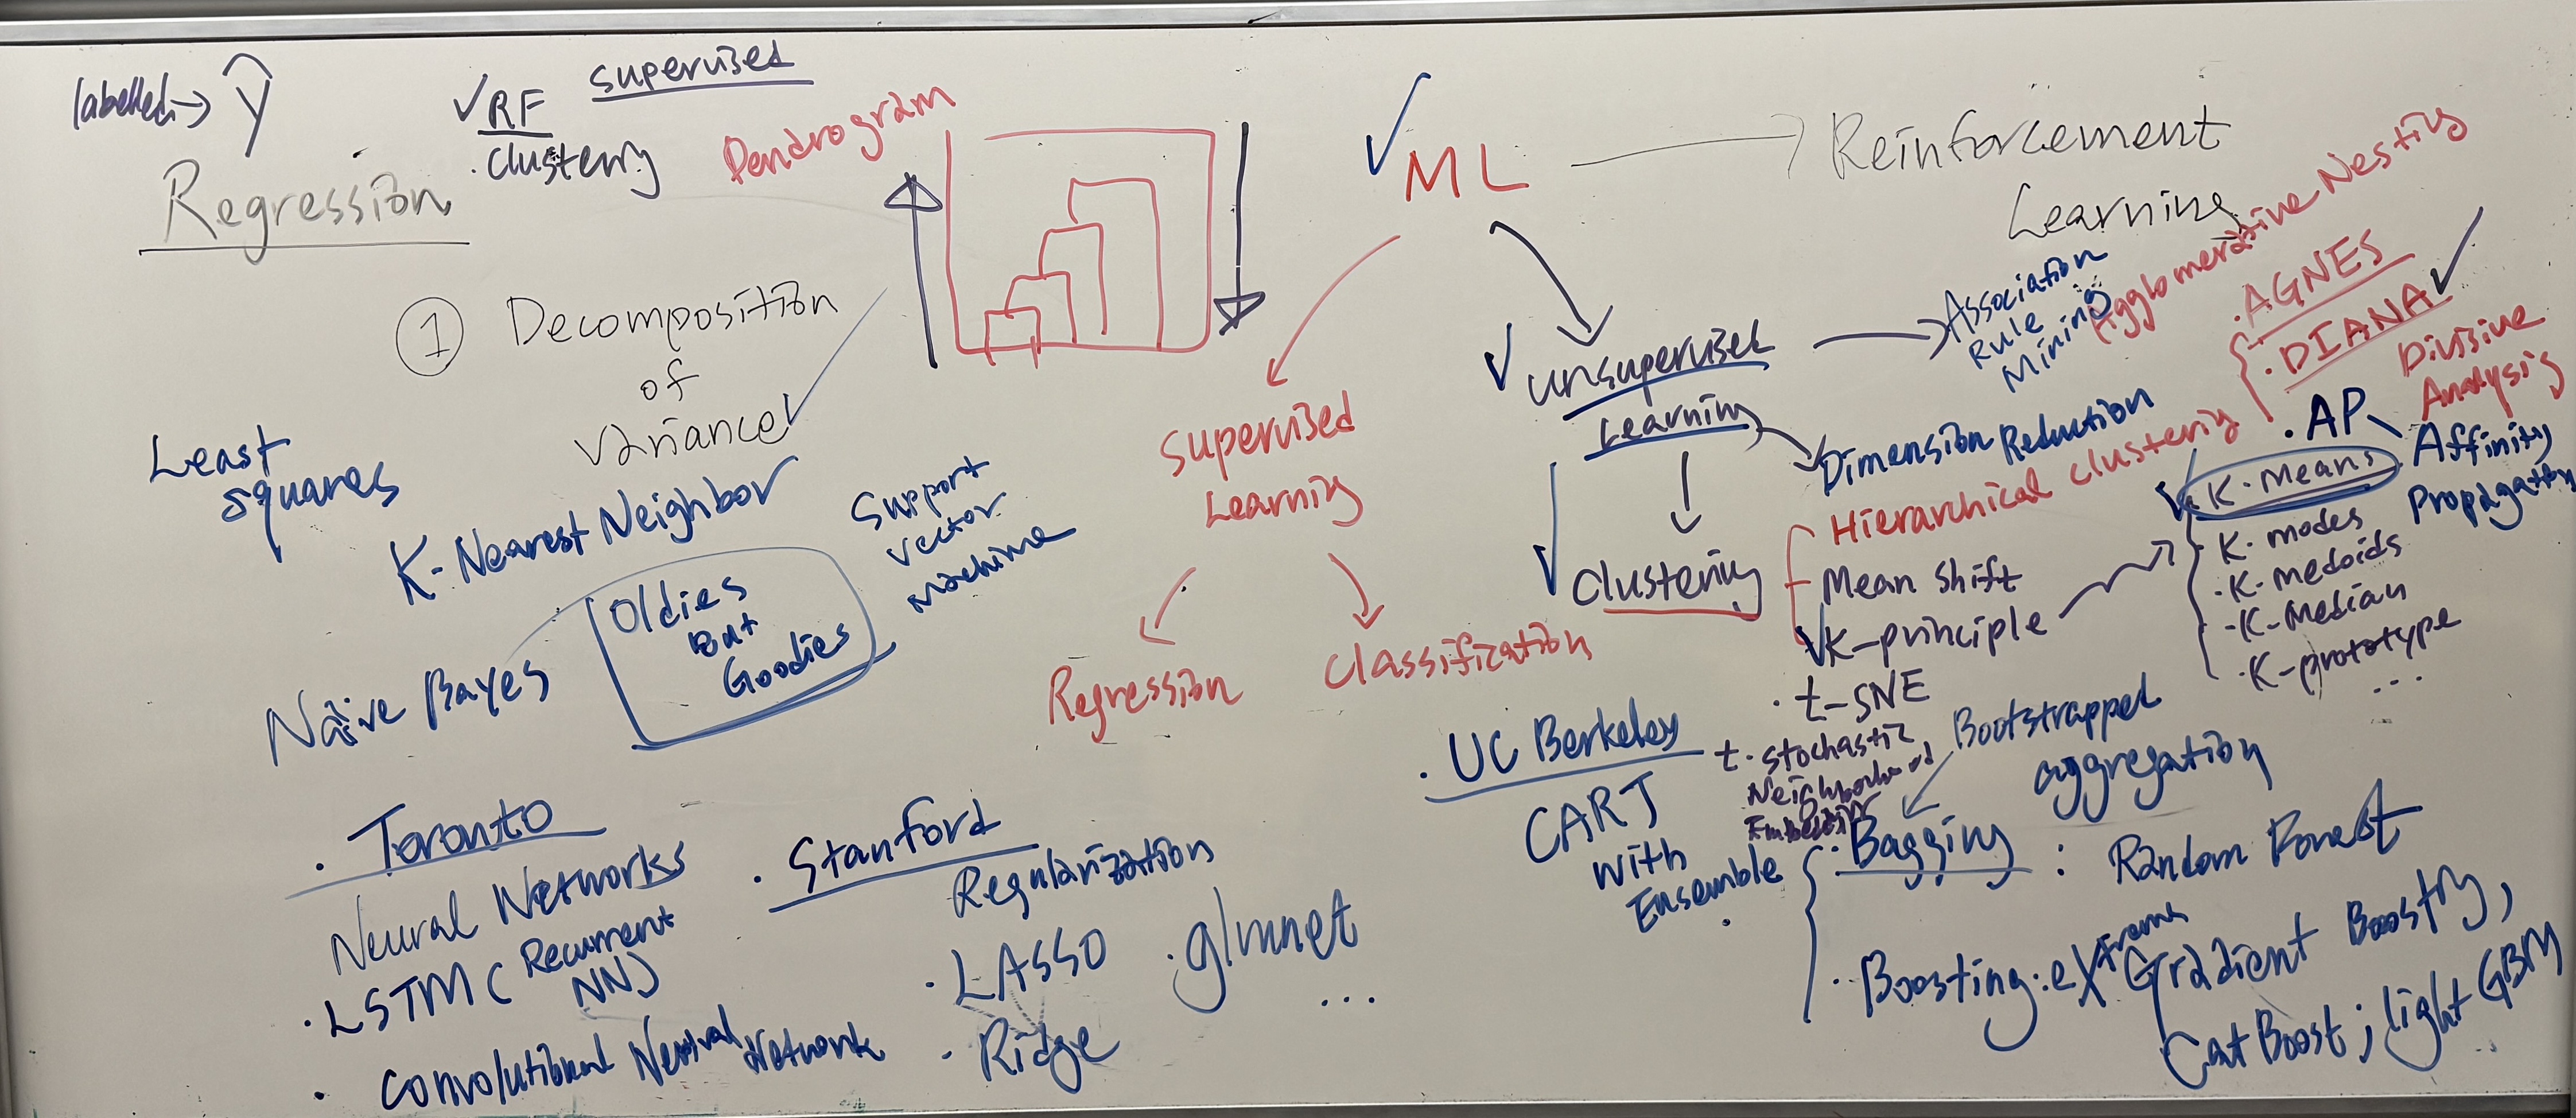 labelled → ŷ
✓ RF supervised
· clustering
Regression
Dendrogram
① Decomposition
of
variance
Least
squares
K-Nearest Neighbor
Support
Vector
Machine
Oldies
But
Goodies
Naïve Bayes
✓ ML → Reinforcement
Learning
Supervised
Learning
Regression
Classification
✓ Unsupervised
Learning
→ Association
Rule
Mining
Dimension Reduction
✓ Clustering
Hierarchical clustering
Mean Shift
✓ K-principle
· t-SNE
t-stochastic
Neighborhood
Embedding
Agglomerative Nesting
· AGNES
· DIANA ✓
Divisive
Analysis
· AP
Affinity
Propagation
✓ K-Means
K-modes
· K-medoids
· K-Median
· K-prototype
...
· Toronto
Neural Networks
· LSTM (Recurrent
NN)
· Convolutional Neural Network
· Stanford
Regularization
· LASSO · glmnet
· Ridge ...
· UC Berkeley
CART
with
Ensemble
Bootstrapped
aggregation
· Bagging : Random Forest
· Boosting: eXtreme Gradient Boosting,
Cat Boost; light GBM